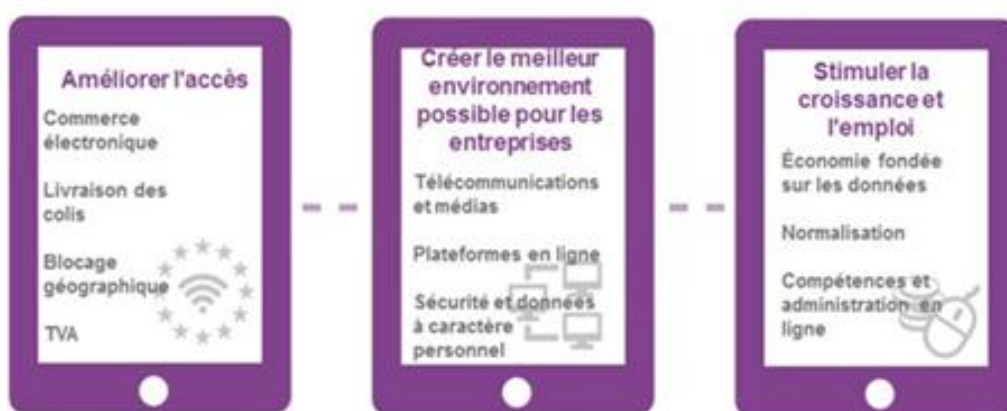 Améliorer l'accès
Commerce
électronique
Livraison des
colis
Blocage
géographique
TVA
Créer le meilleur
environnement
possible pour les
entreprises
Télécommunications
et médias
Plateformes en ligne
Sécurité et données
à caractère
personnel
Stimuler la
croissance et
l'emploi
Économie fondée
sur les données
Normalisation
Compétences et
administration en
ligne